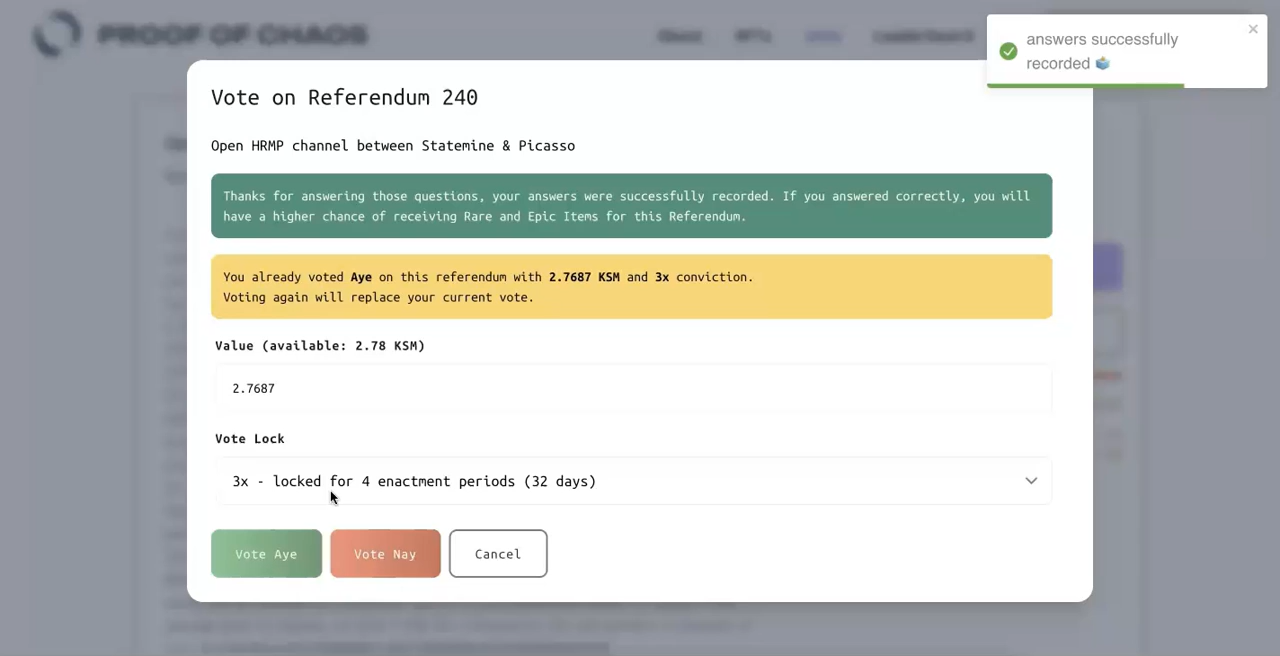 PROOF OF CHAOS
answers successfully
recorded
Vote on Referendum 240
Open HRMP channel between Statemine & Picasso
Thanks for answering those questions, your answers were successfully recorded. If you answered correctly, you will
have a higher chance of receiving Rare and Epic Items for this Referendum.
You already voted Aye on this referendum with 2.7687 KSM and 3x conviction.
Voting again will replace your current vote.
Value (available: 2.78 KSM)
2.7687
Vote Lock
3x - locked for 4 enactment periods (32 days)
Vote Aye
Vote Nay
Cancel